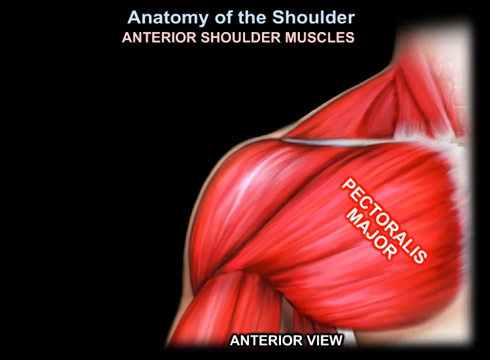 Anatomy of the Shoulder
ANTERIOR SHOULDER MUSCLES
PECTORALIS
MAJOR
ANTERIOR VIEW